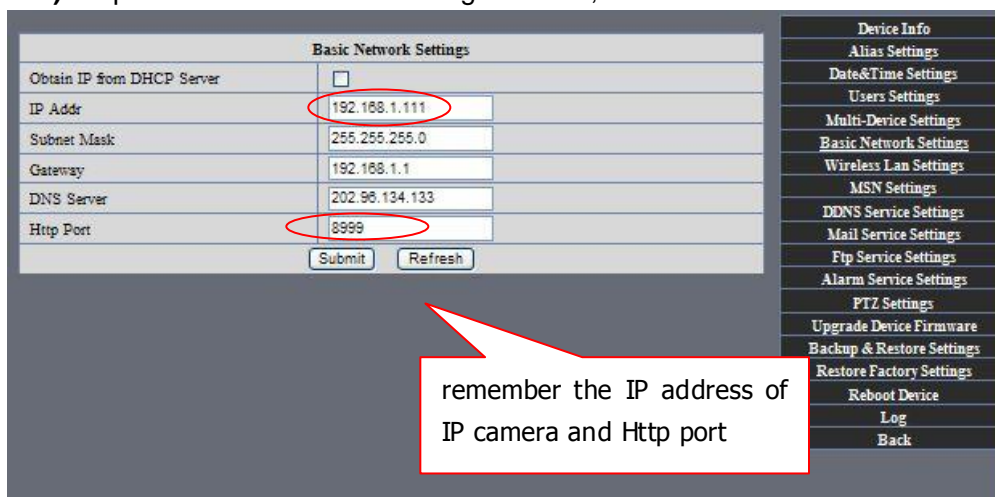 Basic Network Settings
Obtain IP from DHCP Server
IP Addr 192.168.1.111
Subnet Mask 255.255.255.0
Gateway 192.168.1.1
DNS Server 202.96.134.133
Http Port 8999
Submit Refresh
remember the IP address of
IP camera and Http port
Device Info
Alias Settings
Date&Time Settings
Users Settings
Multi-Device Settings
Basic Network Settings
Wireless Lan Settings
MSN Settings
DDNS Service Settings
Mail Service Settings
Ftp Service Settings
Alarm Service Settings
PTZ Settings
Upgrade Device Firmware
Backup & Restore Settings
Restore Factory Settings
Reboot Device
Log
Back